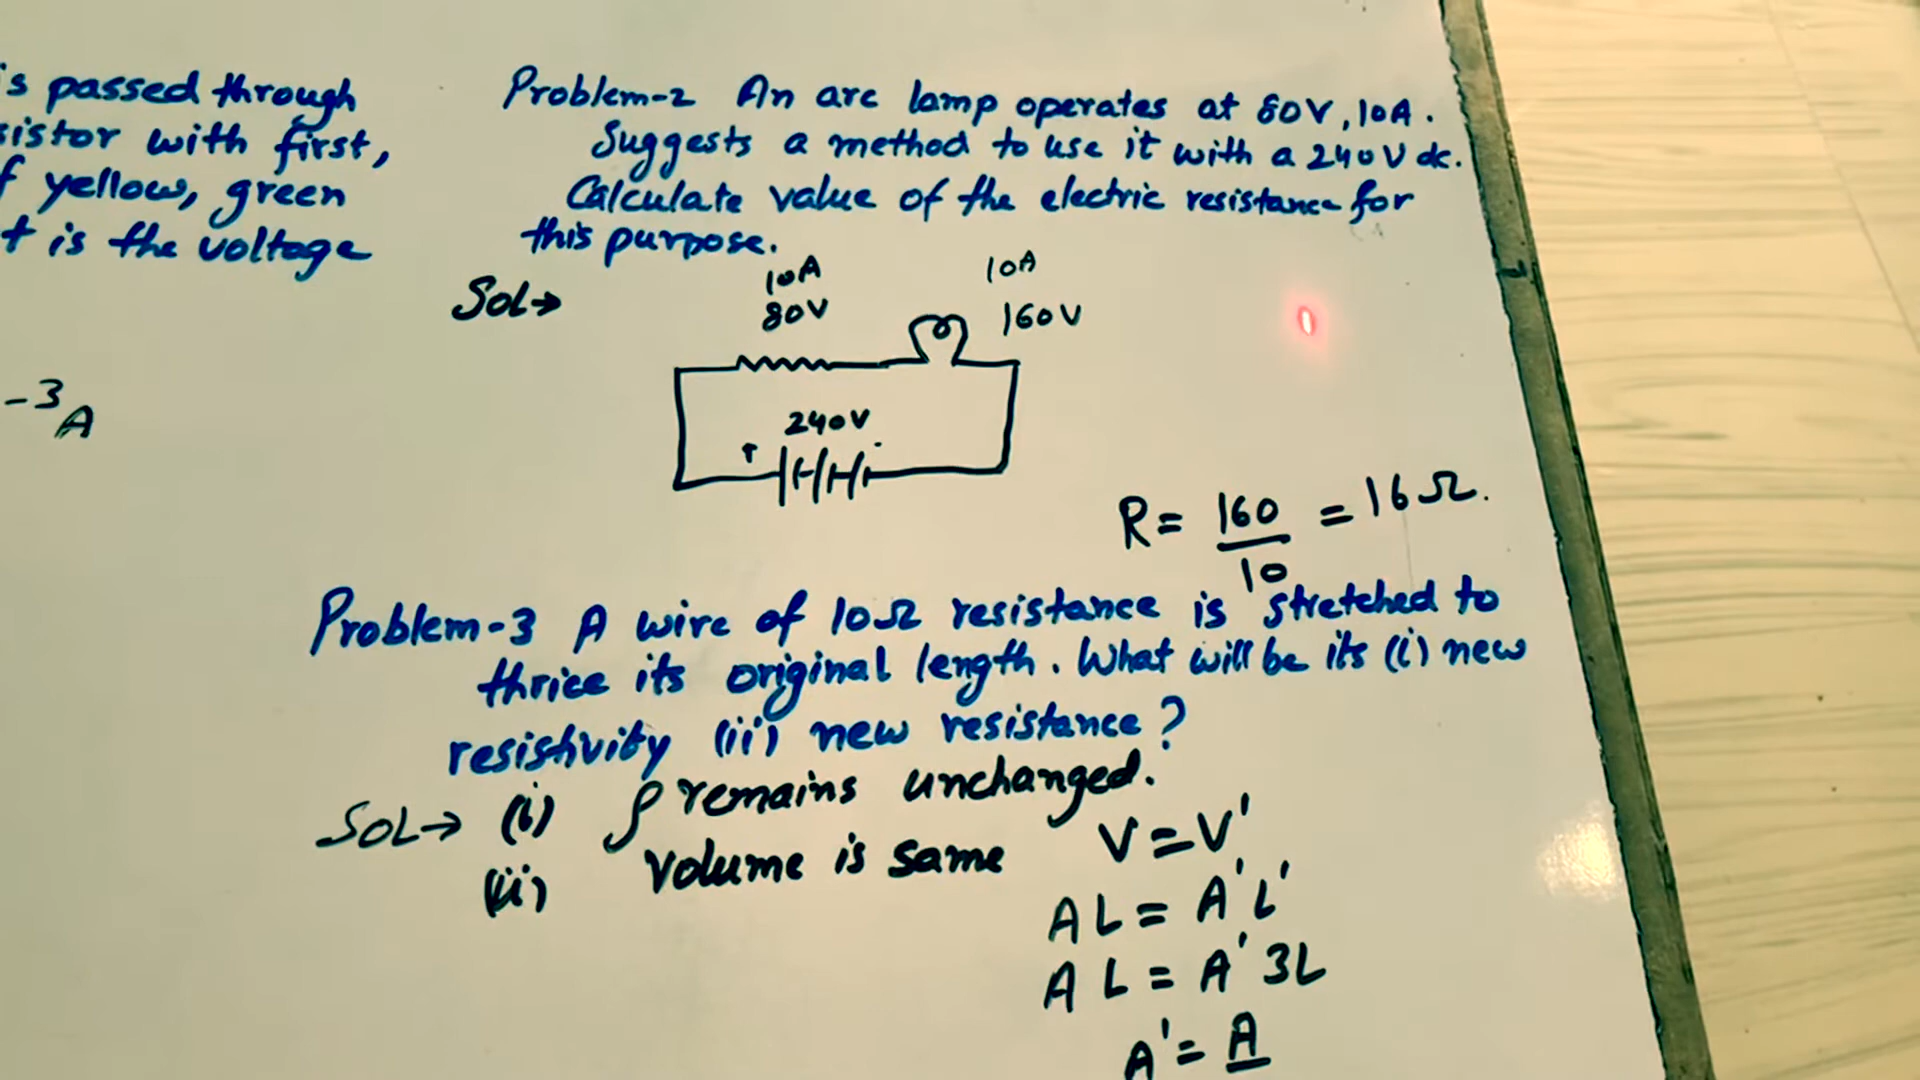 is passed through
sistor with first,
f yellow, green
t is the voltage
-3 A
Problem-2 An arc lamp operates at 80V, 10A.
Suggests a method to use it with a 240V dc.
Calculate value of the electric resistance for
this purpose.
Sol→
10A
80V
10A
160V
240V
+ -
R = 160/10 = 16Ω.
Problem-3 A wire of 10Ω resistance is stretched to
thrice its original length. What will be its (i) new
resistivity (ii) new resistance?
SOL→ (i) ρ remains unchanged.
(ii) Volume is same
V = V'
AL = A'L'
AL = A'3L
A' = A